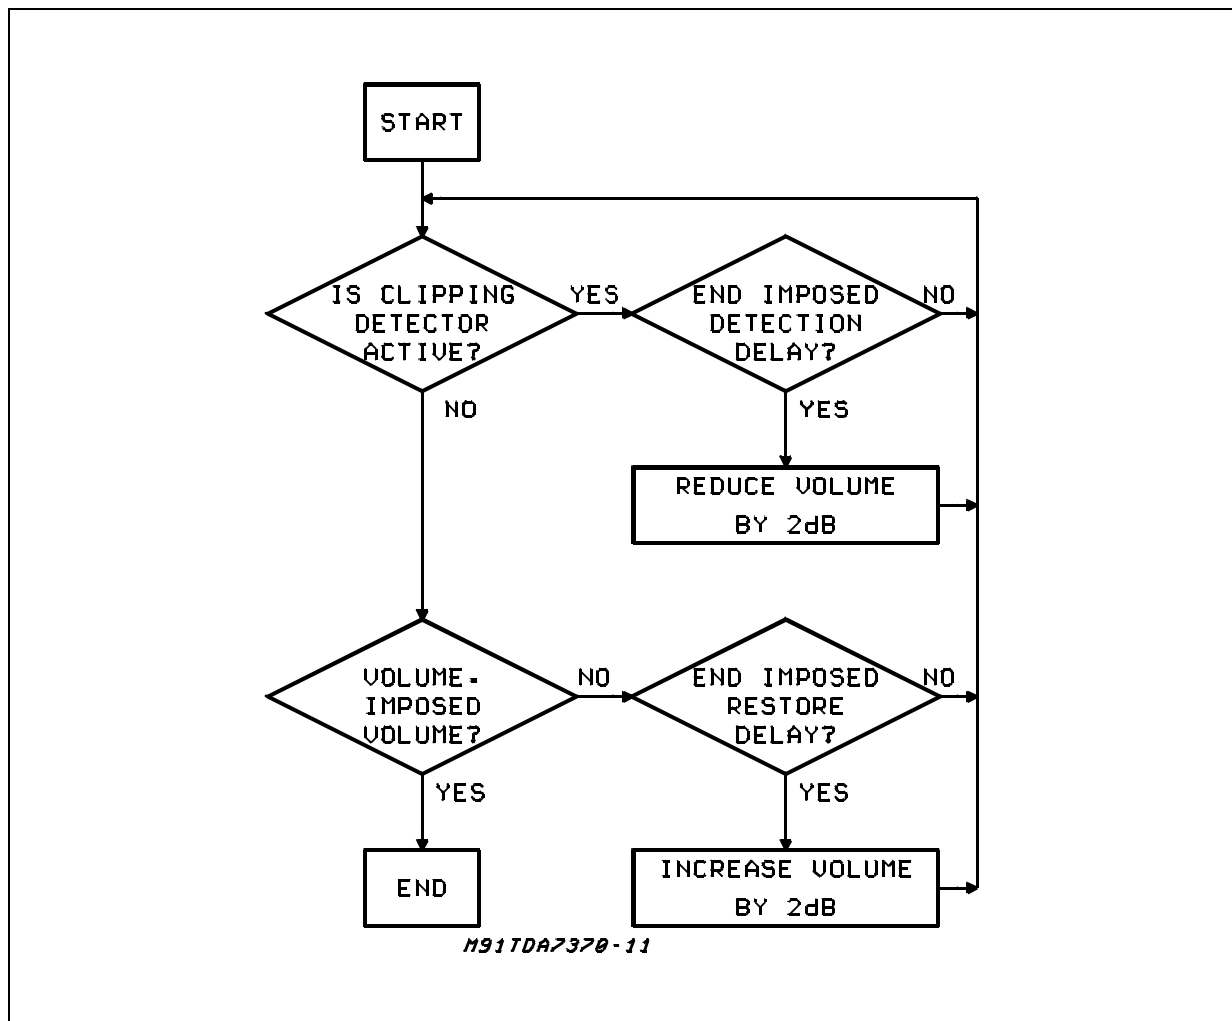 START
IS CLIPPING
DETECTOR
ACTIVE?
YES
END IMPOSED
DETECTION
DELAY?
NO
NO
YES
REDUCE VOLUME
BY 2dB
VOLUME=
IMPOSED
VOLUME?
NO
END IMPOSED
RESTORE
DELAY?
NO
YES
YES
END
INCREASE VOLUME
BY 2dB
M91TDA7370-11